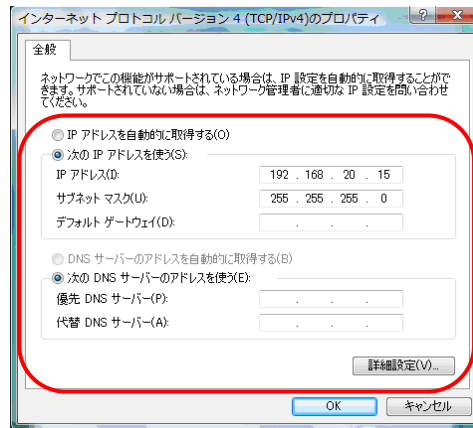 インターネット プロトコル バージョン 4 (TCP/IPv4)のプロパティ
全般
ネットワークでこの機能がサポートされている場合は、IP 設定を自動的に取得することがで
きます。サポートされていない場合は、ネットワーク管理者に適切な IP 設定を問い合わせ
てください。
IP アドレスを自動的に取得する(O)
次の IP アドレスを使う(S):
IP アドレス(I): 192 . 168 . 20 . 15
サブネット マスク(U): 255 . 255 . 255 . 0
デフォルト ゲートウェイ(D): . . .
DNS サーバーのアドレスを自動的に取得する(B)
次の DNS サーバーのアドレスを使う(E):
優先 DNS サーバー(P): . . .
代替 DNS サーバー(A): . . .
詳細設定(V)...
OK キャンセル